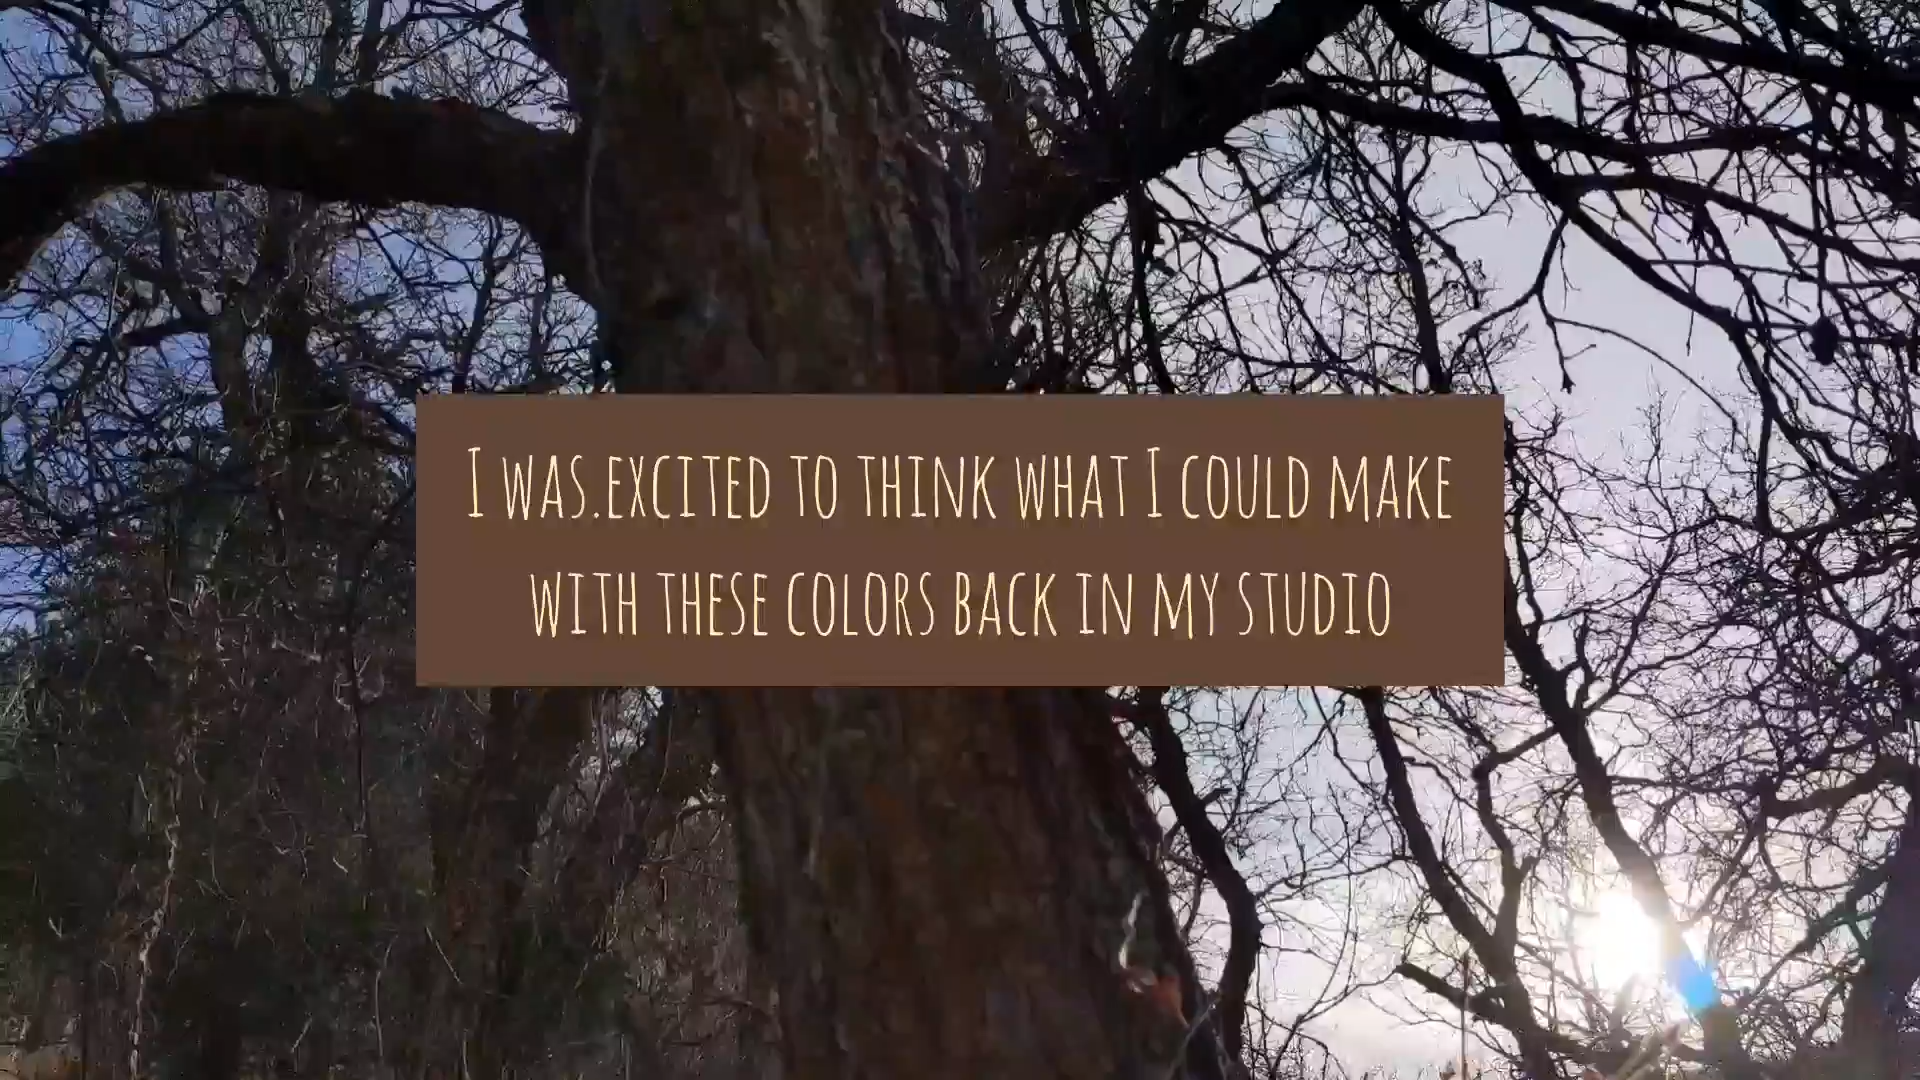 I WAS.EXCITED TO THINK WHAT I COULD MAKE
WITH THESE COLORS BACK IN MY STUDIO